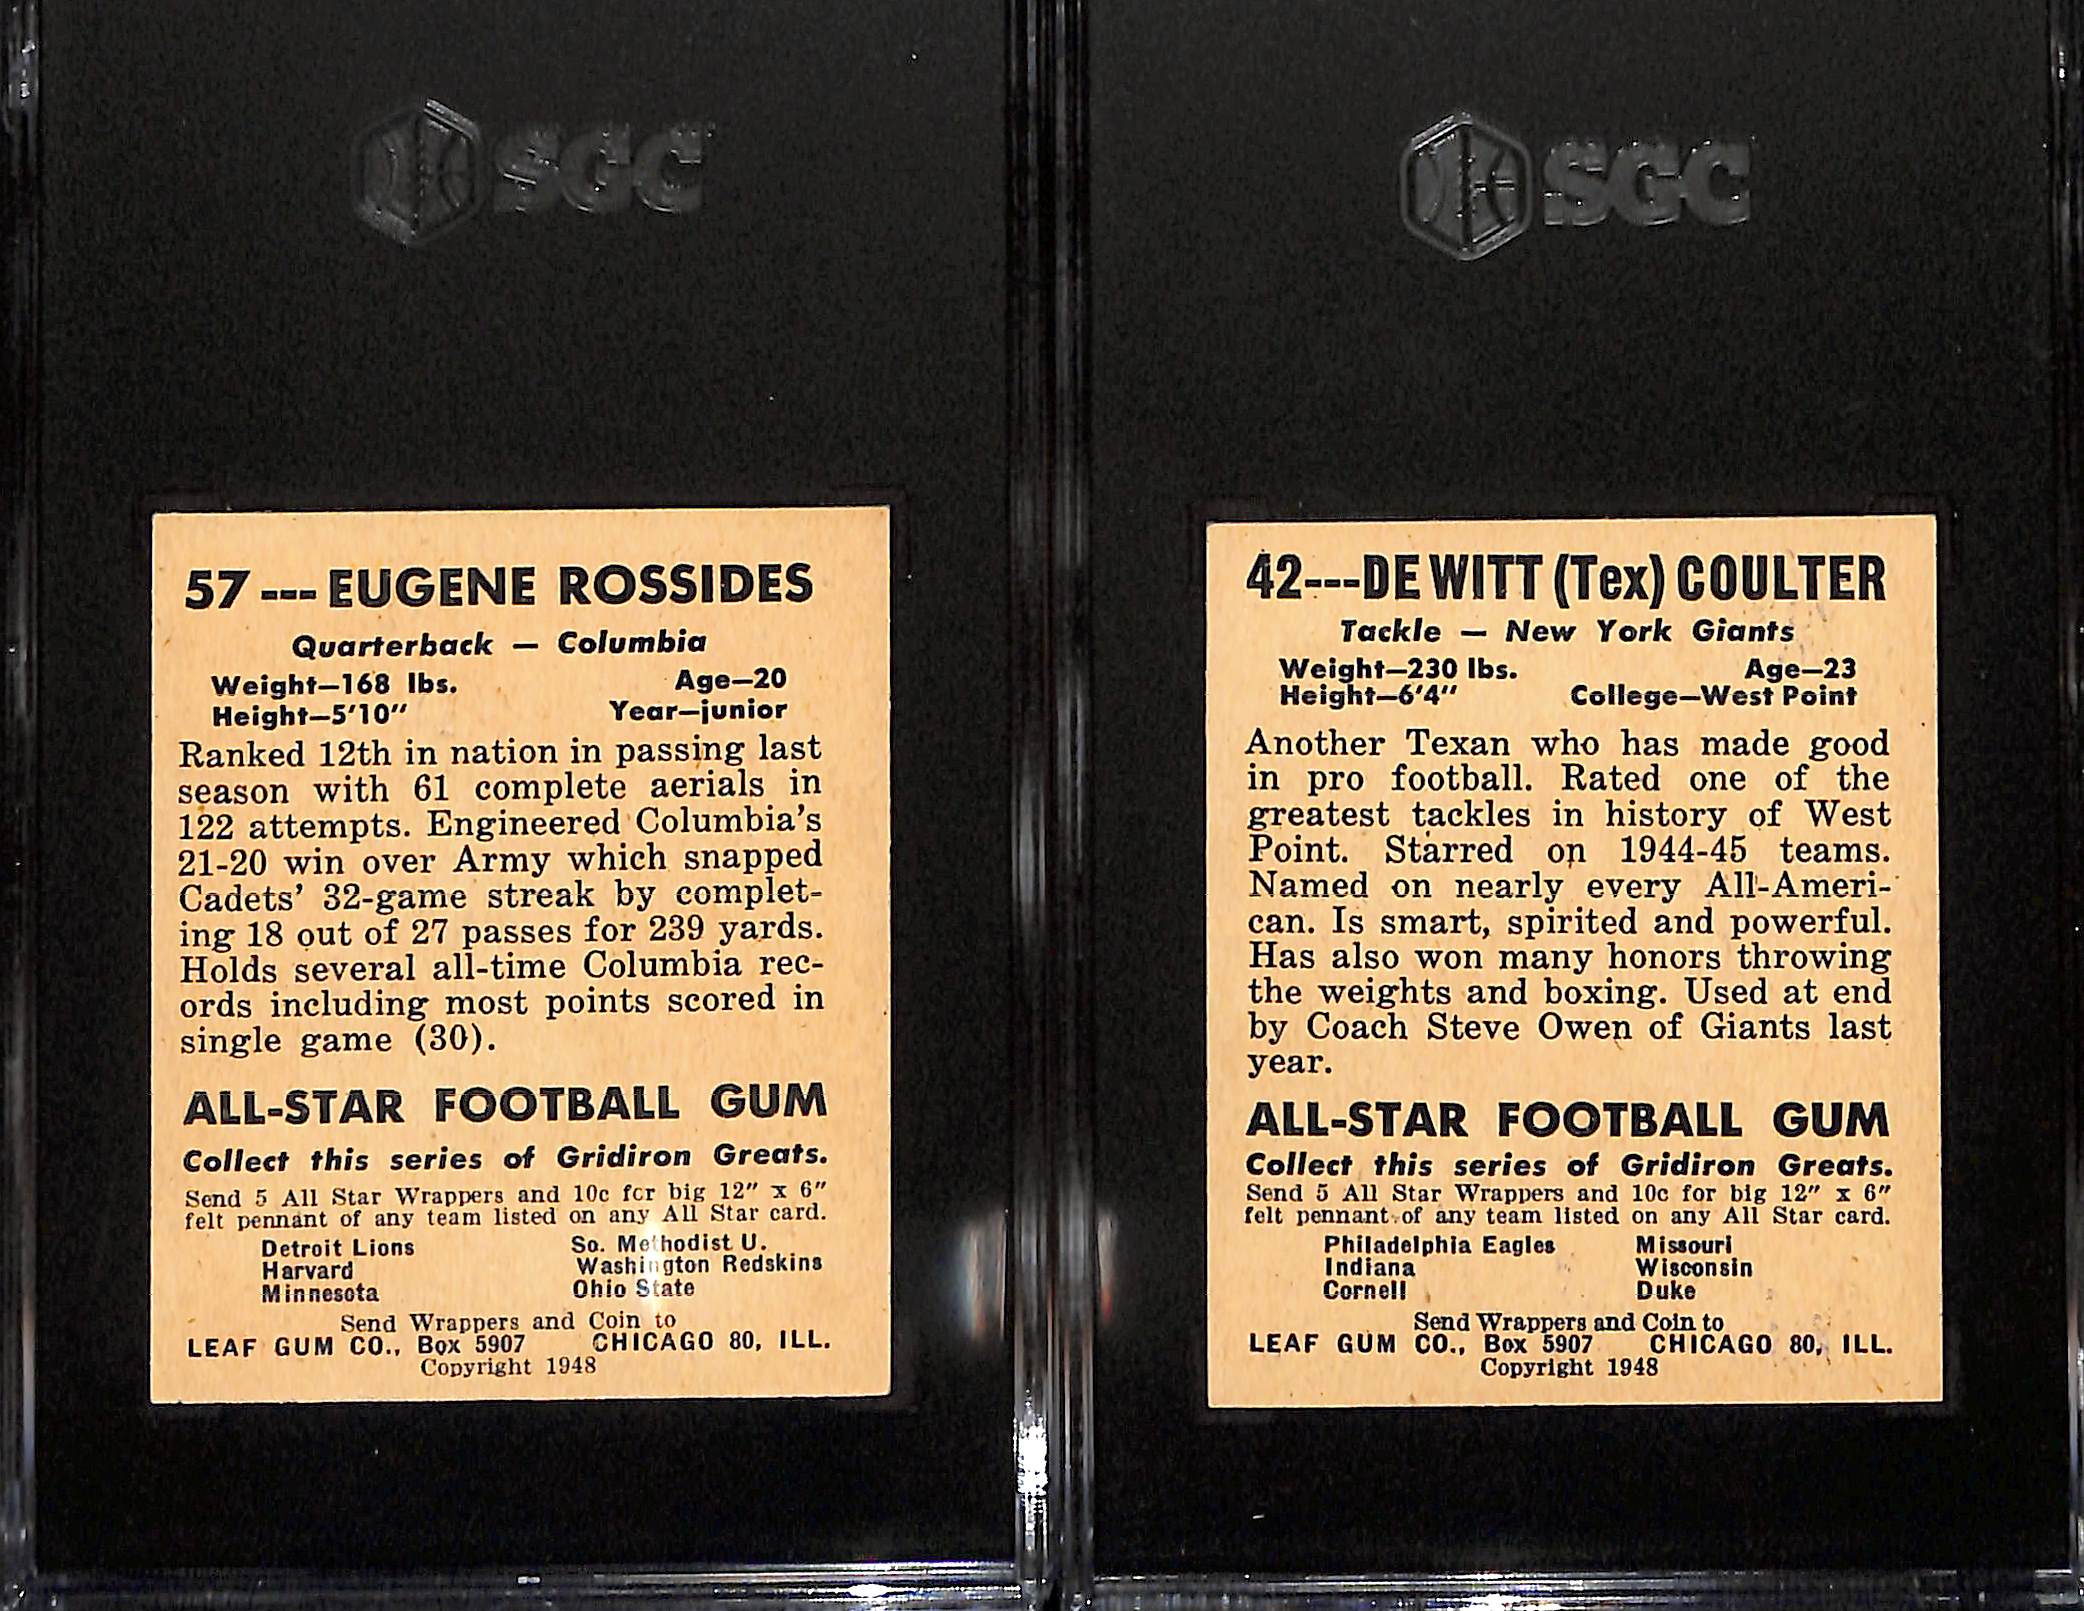 SGC
57---EUGENE ROSSIDES
Quarterback — Columbia
Weight—168 lbs. Age—20
Height—5'10" Year—junior
Ranked 12th in nation in passing last
season with 61 complete aerials in
122 attempts. Engineered Columbia's
21-20 win over Army which snapped
Cadets' 32-game streak by complet-
ing 18 out of 27 passes for 239 yards.
Holds several all-time Columbia rec-
ords including most points scored in
single game (30).
ALL-STAR FOOTBALL GUM
Collect this series of Gridiron Greats.
Send 5 All Star Wrappers and 10c for big 12" x 6"
felt pennant of any team listed on any All Star card.
Detroit Lions So. Methodist U.
Harvard Washington Redskins
Minnesota Ohio State
Send Wrappers and Coin to
LEAF GUM CO., Box 5907 CHICAGO 80, ILL.
Copyright 1948
SGC
42---DE WITT (Tex) COULTER
Tackle — New York Giants
Weight—230 lbs. Age—23
Height—6'4" College—West Point
Another Texan who has made good
in pro football. Rated one of the
greatest tackles in history of West
Point. Starred on 1944-45 teams.
Named on nearly every All-Ameri-
can. Is smart, spirited and powerful.
Has also won many honors throwing
the weights and boxing. Used at end
by Coach Steve Owen of Giants last
year.
ALL-STAR FOOTBALL GUM
Collect this series of Gridiron Greats.
Send 5 All Star Wrappers and 10c for big 12" x 6"
felt pennant of any team listed on any All Star card.
Philadelphia Eagles Missouri
Indiana Wisconsin
Cornell Duke
Send Wrappers and Coin to
LEAF GUM CO., Box 5907 CHICAGO 80, ILL.
Copyright 1948